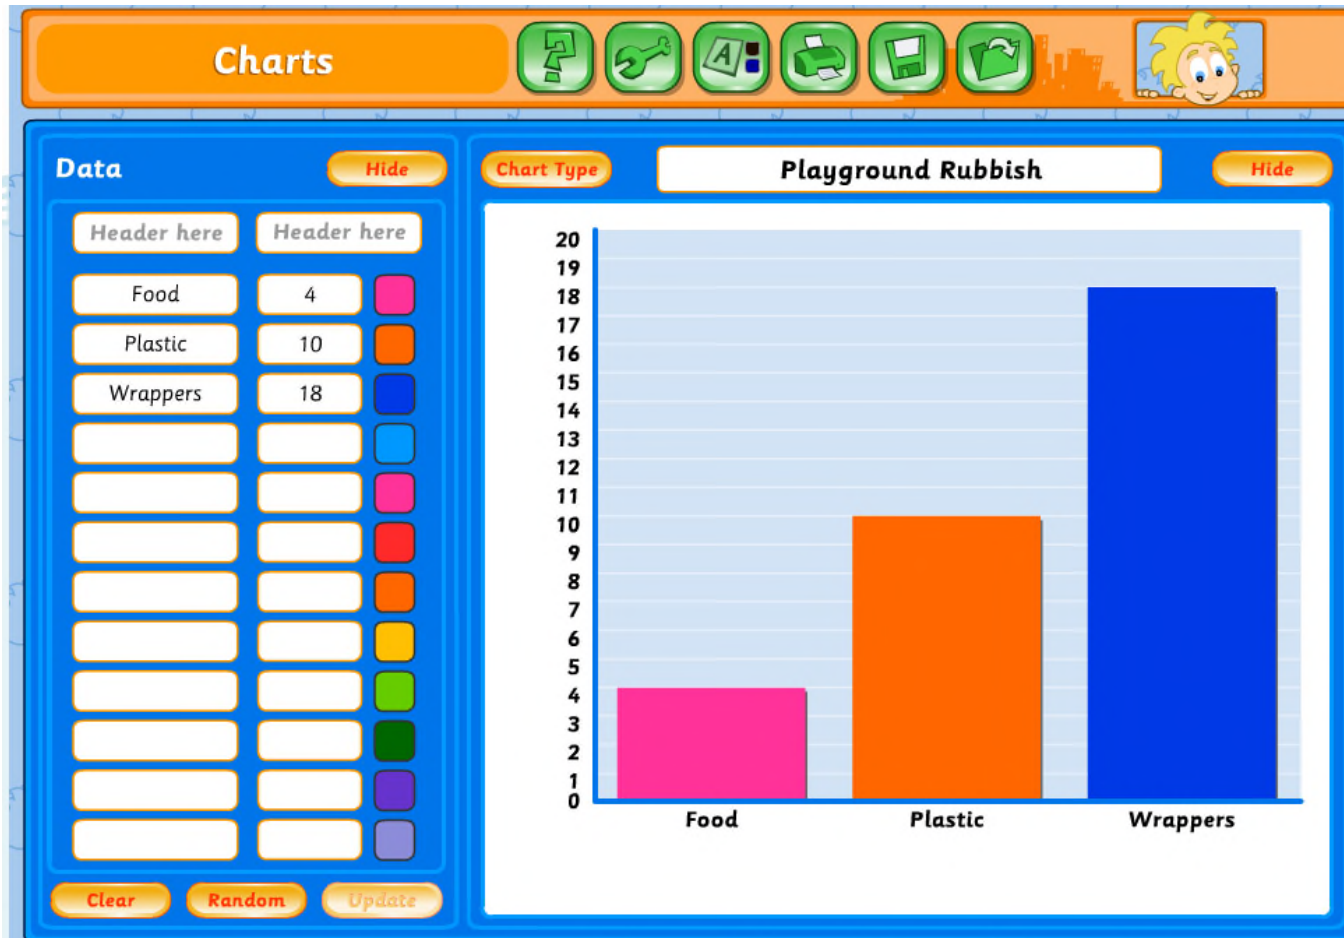 Charts
A
Data
Hide
Header here Header here
Food 4
Plastic 10
Wrappers 18
Clear Random Update
Chart Type Playground Rubbish Hide
20
19
18
17
16
15
14
13
12
11
10
9
8
7
6
5
4
3
2
1
0
Food Plastic Wrappers